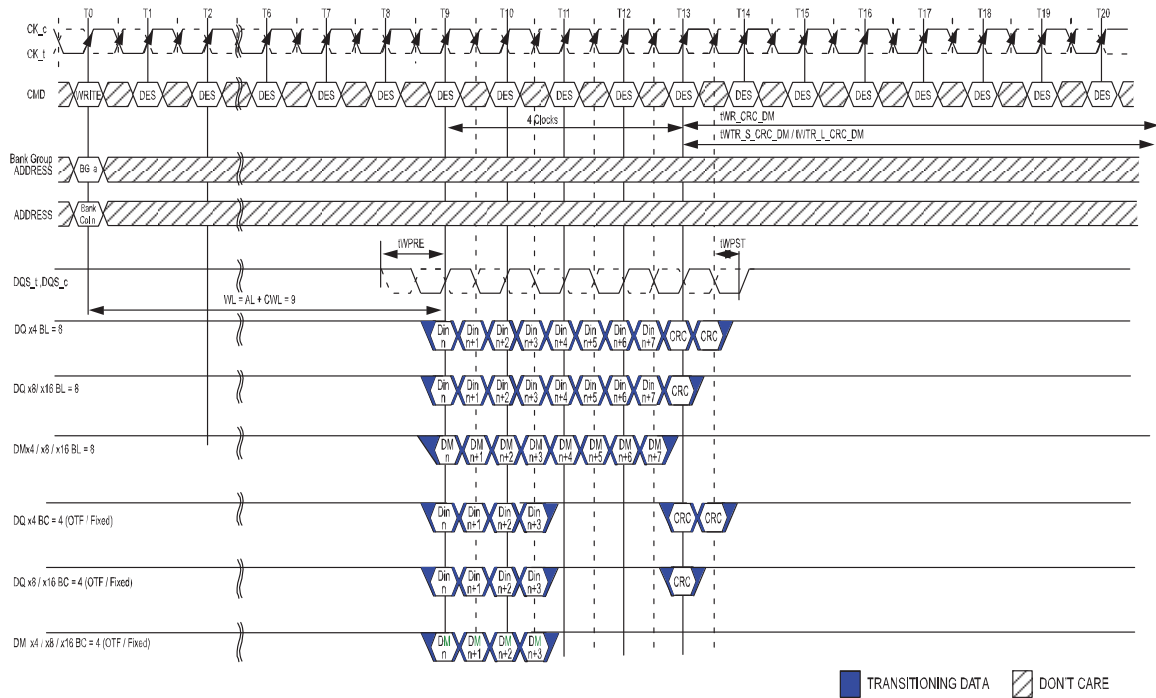 T0 T1 T2 T6 T7 T8 T9 T10 T11 T12 T13 T14 T15 T16 T17 T18 T19 T20
CK_c
CK_t
CMD WRITE DES DES DES DES DES DES DES DES DES DES DES DES DES DES DES DES DES
4 Clocks
tWR_CRC_DM
tWTR_S_CRC_DM / tWTR_L_CRC_DM
Bank Group
ADDRESS
BG a
ADDRESS
Bank
Col n
tWPRE
tWPST
DQS_t ,DQS_c
WL = AL + CWL = 9
DQ x4 BL = 8
Din n Din n+1 Din n+2 Din n+3 Din n+4 Din n+5 Din n+6 Din n+7 CRC CRC
DQ x8/ x16 BL = 8
Din n Din n+1 Din n+2 Din n+3 Din n+4 Din n+5 Din n+6 Din n+7 CRC
DMx4 / x8 / x16 BL = 8
DM n DM n+1 DM n+2 DM n+3 DM n+4 DM n+5 DM n+6 DM n+7
DQ x4 BC = 4 (OTF / Fixed)
Din n Din n+1 Din n+2 Din n+3 CRC CRC
DQ x8 / x16 BC = 4 (OTF / Fixed)
Din n Din n+1 Din n+2 Din n+3 CRC
DM x4 / x8 / x16 BC = 4 (OTF / Fixed)
DM n DM n+1 DM n+2 DM n+3
TRANSITIONING DATA
DON'T CARE